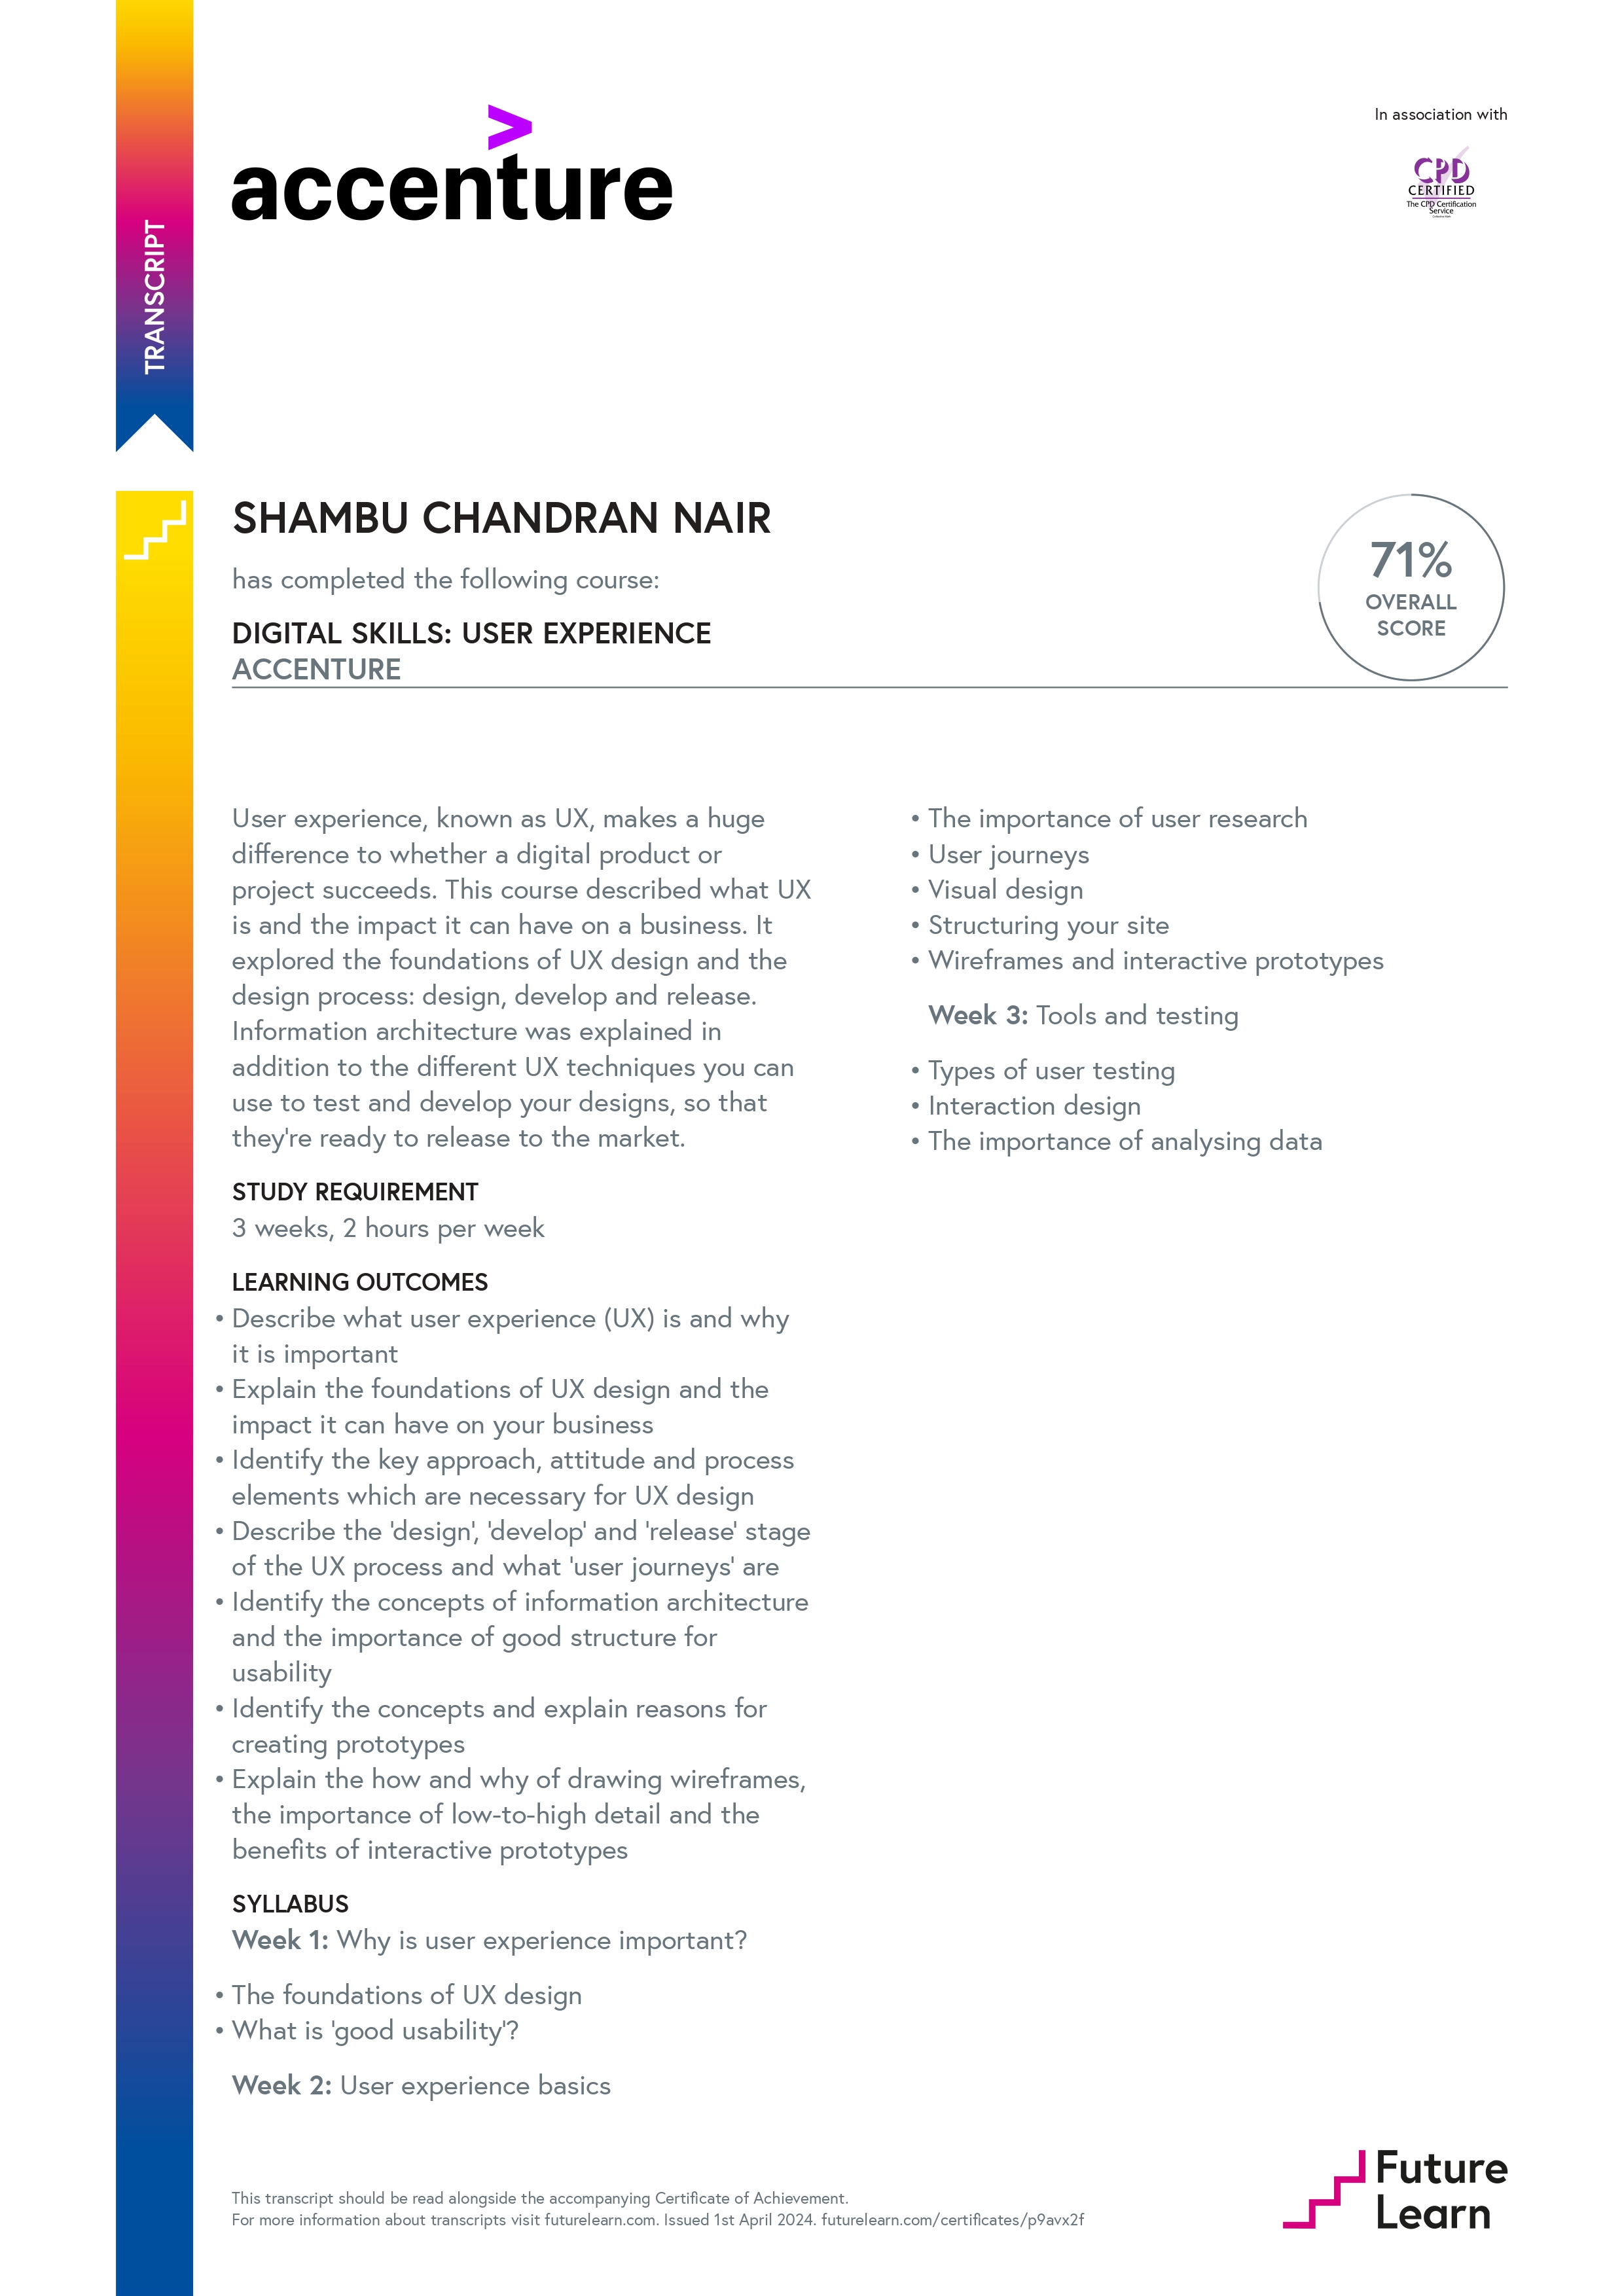 TRANSCRIPT
accenture
In association with
CPD
CERTIFIED
The CPD Certification
Service
SHAMBU CHANDRAN NAIR
has completed the following course:
DIGITAL SKILLS: USER EXPERIENCE
ACCENTURE
71%
OVERALL
SCORE
User experience, known as UX, makes a huge
difference to whether a digital product or
project succeeds. This course described what UX
is and the impact it can have on a business. It
explored the foundations of UX design and the
design process: design, develop and release.
Information architecture was explained in
addition to the different UX techniques you can
use to test and develop your designs, so that
they're ready to release to the market.
STUDY REQUIREMENT
3 weeks, 2 hours per week
LEARNING OUTCOMES
• Describe what user experience (UX) is and why
it is important
• Explain the foundations of UX design and the
impact it can have on your business
• Identify the key approach, attitude and process
elements which are necessary for UX design
• Describe the 'design', 'develop' and 'release' stage
of the UX process and what 'user journeys' are
• Identify the concepts of information architecture
and the importance of good structure for
usability
• Identify the concepts and explain reasons for
creating prototypes
• Explain the how and why of drawing wireframes,
the importance of low-to-high detail and the
benefits of interactive prototypes
SYLLABUS
Week 1: Why is user experience important?
• The foundations of UX design
• What is 'good usability'?
Week 2: User experience basics
• The importance of user research
• User journeys
• Visual design
• Structuring your site
• Wireframes and interactive prototypes
Week 3: Tools and testing
• Types of user testing
• Interaction design
• The importance of analysing data
This transcript should be read alongside the accompanying Certificate of Achievement.
For more information about transcripts visit futurelearn.com. Issued 1st April 2024. futurelearn.com/certificates/p9avx2f
Future
Learn